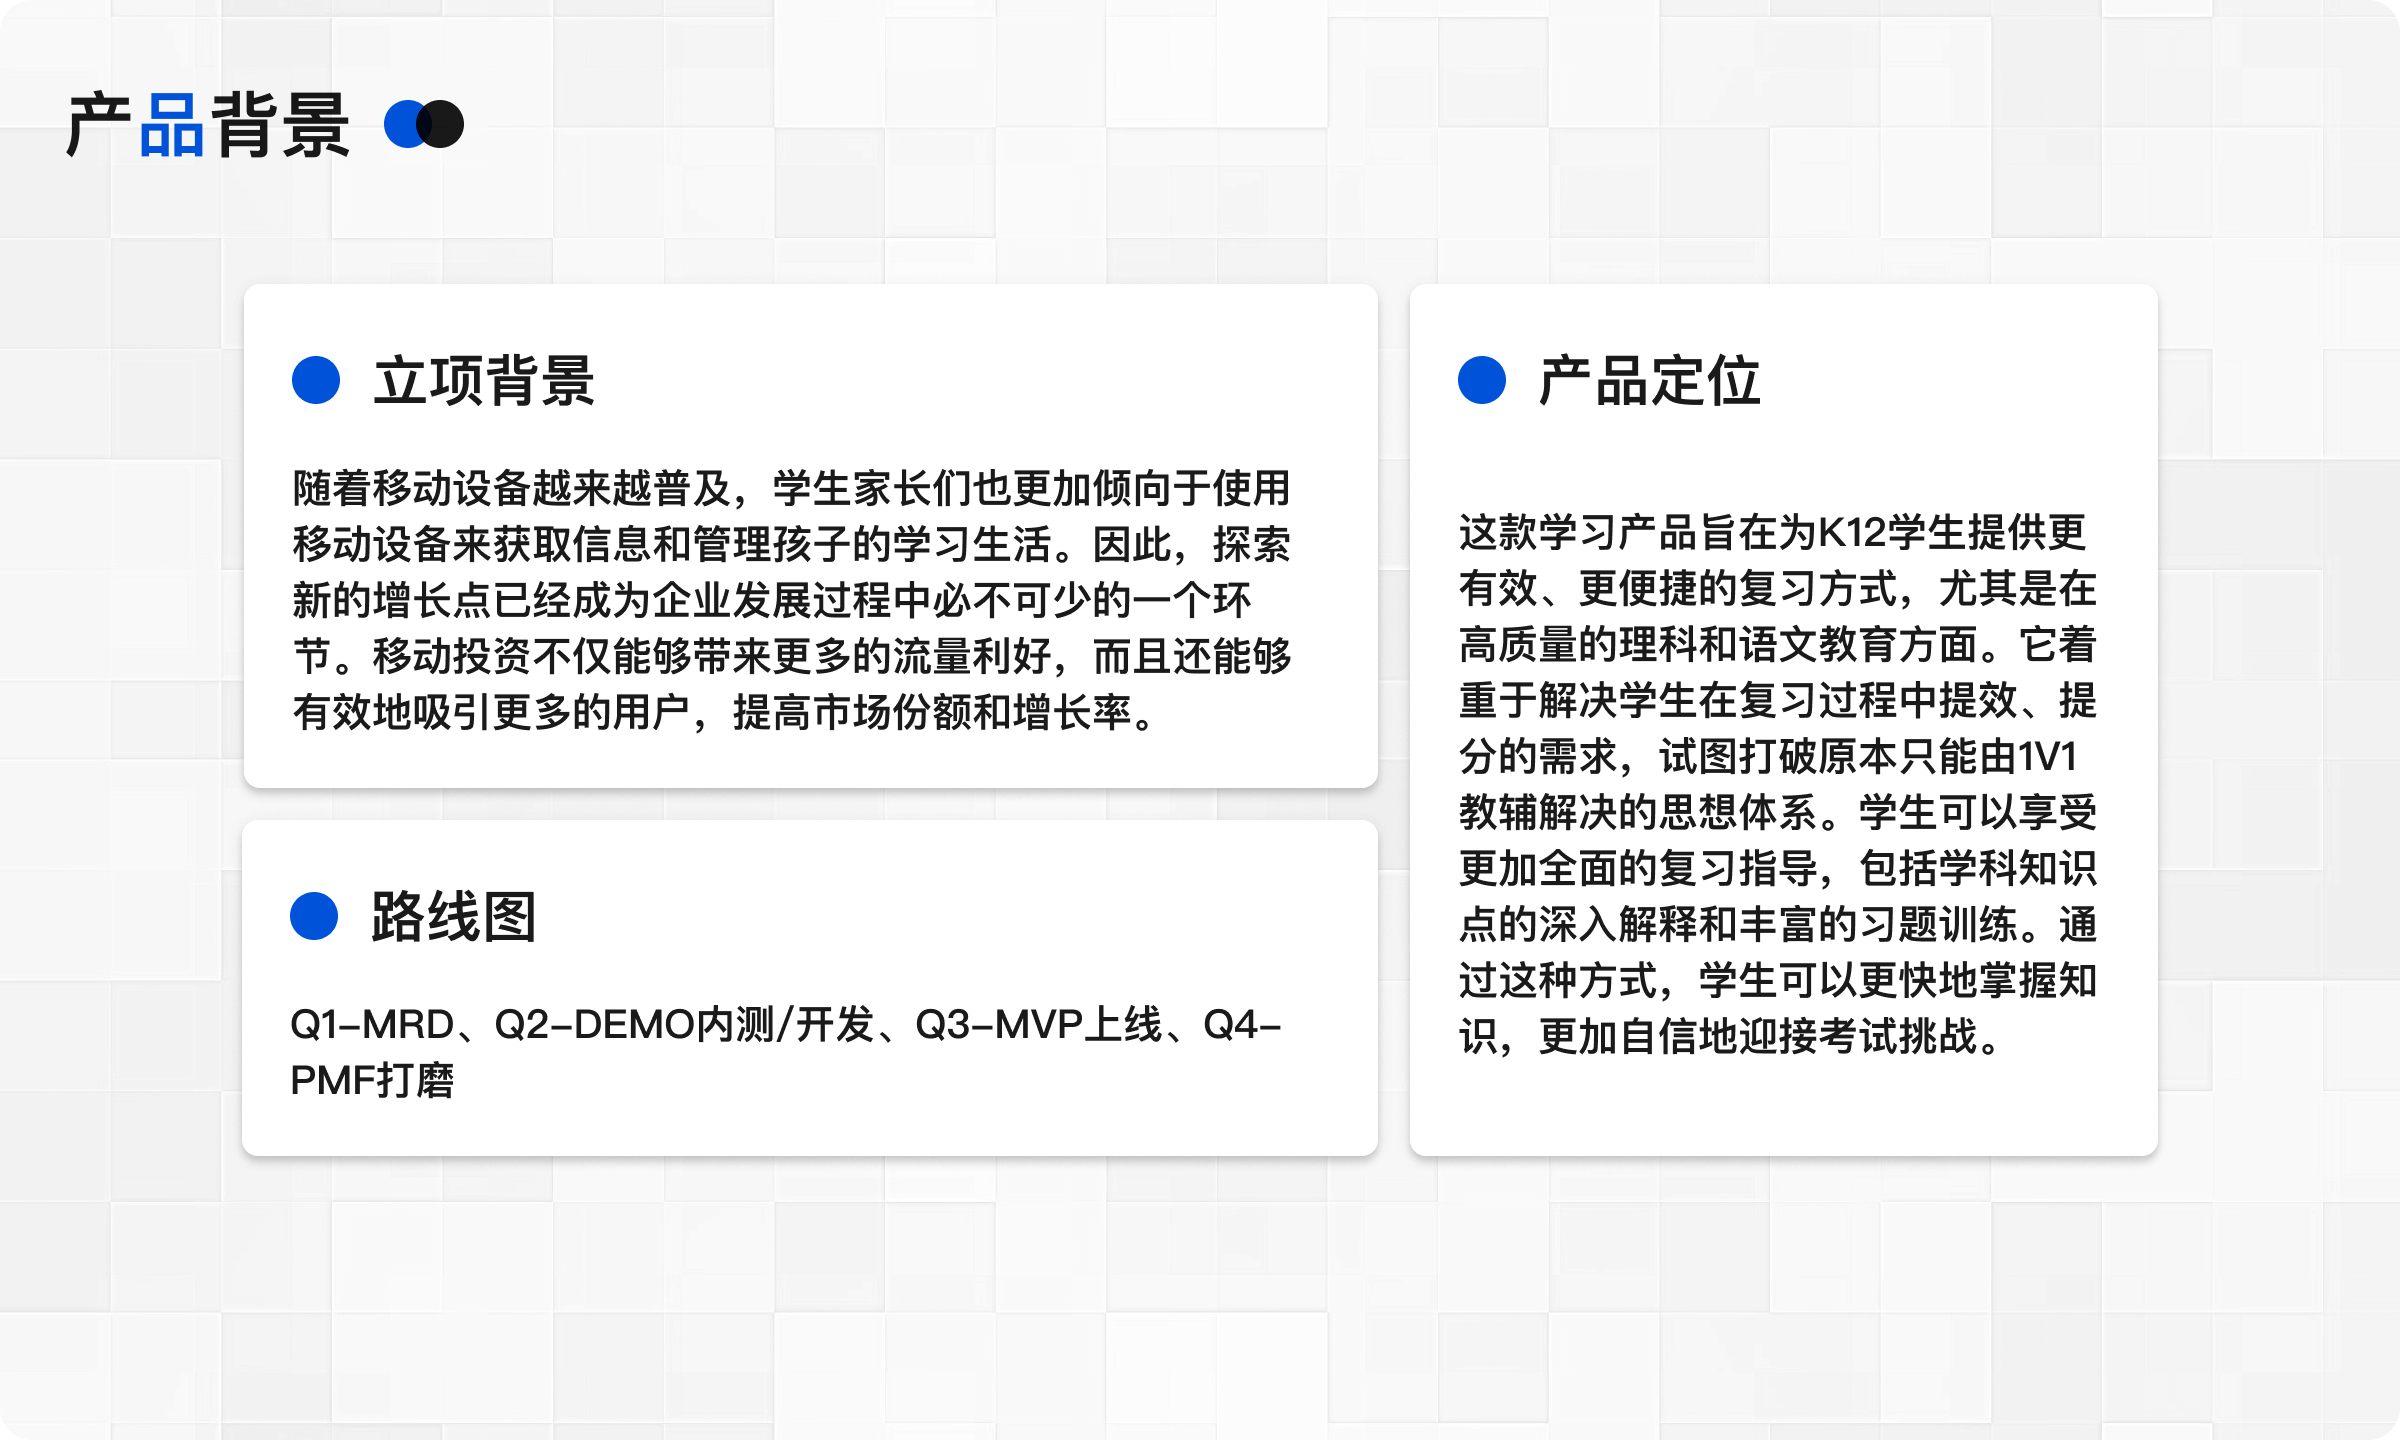 产品背景
立项背景
随着移动设备越来越普及，学生家长们也更加倾向于使用
移动设备来获取信息和管理孩子的学习生活。因此，探索
新的增长点已经成为企业发展过程中必不可少的一个环
节。移动投资不仅能够带来更多的流量利好，而且还能够
有效地吸引更多的用户，提高市场份额和增长率。
路线图
Q1-MRD、Q2-DEMO内测/开发、Q3-MVP上线、Q4-
PMF打磨
产品定位
这款学习产品旨在为K12学生提供更
有效、更便捷的复习方式，尤其是在
高质量的理科和语文教育方面。它着
重于解决学生在复习过程中提效、提
分的需求，试图打破原本只能由1V1
教辅解决的思想体系。学生可以享受
更加全面的复习指导，包括学科知识
点的深入解释和丰富的习题训练。通
过这种方式，学生可以更快地掌握知
识，更加自信地迎接考试挑战。